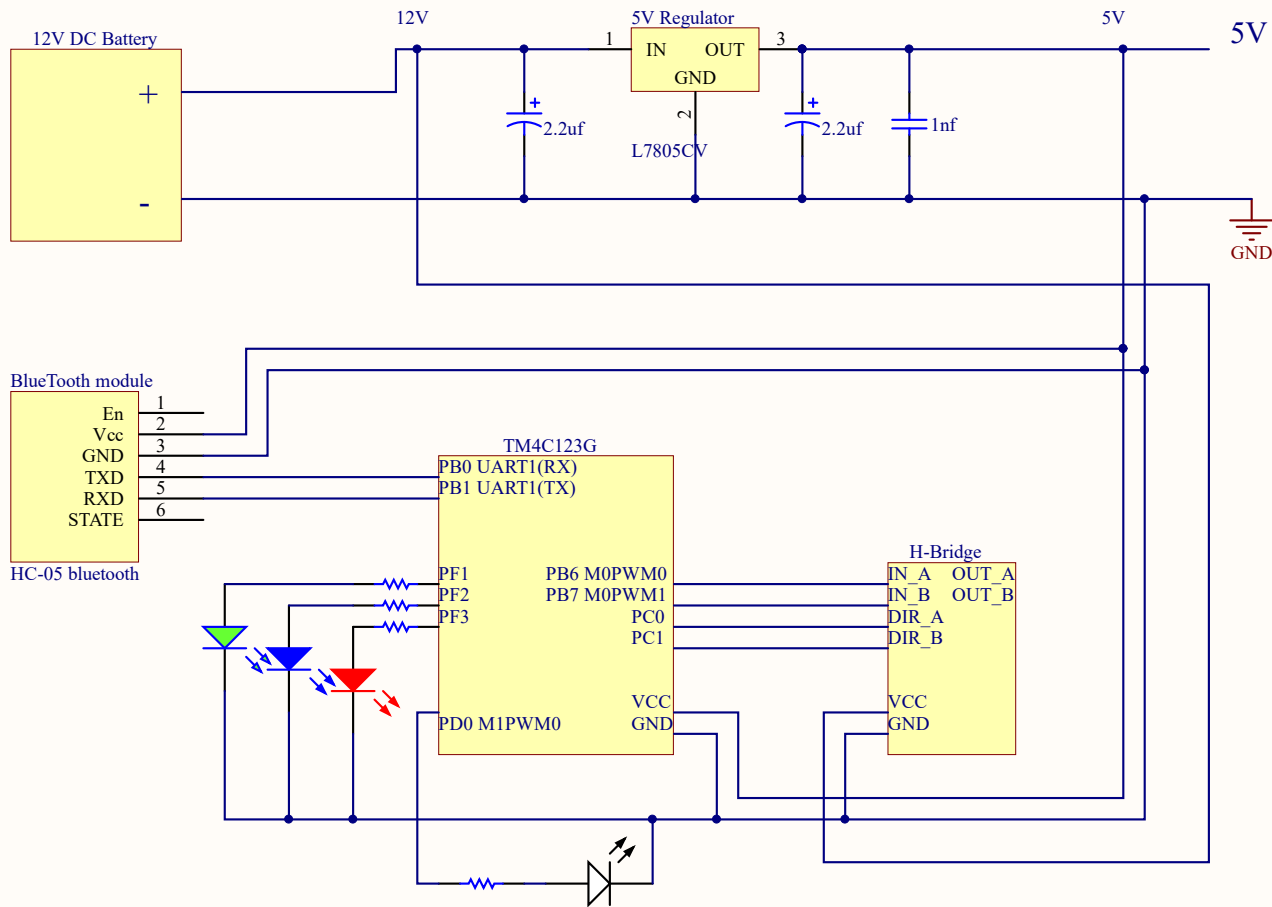 12V
5V Regulator
5V
5V
12V DC Battery
1
IN
OUT
3
+
GND
+
+
2
2.2uf
2.2uf
1nf
L7805CV
-
GND
BlueTooth module
En
1
Vcc
2
GND
3
TXD
4
RXD
5
STATE
6
HC-05 bluetooth
TM4C123G
PB0 UART1(RX)
PB1 UART1(TX)
PF1
PF2
PF3
PB6 M0PWM0
PB7 M0PWM1
PC0
PC1
VCC
GND
PD0 M1PWM0
H-Bridge
IN_A
OUT_A
IN_B
OUT_B
DIR_A
DIR_B
VCC
GND